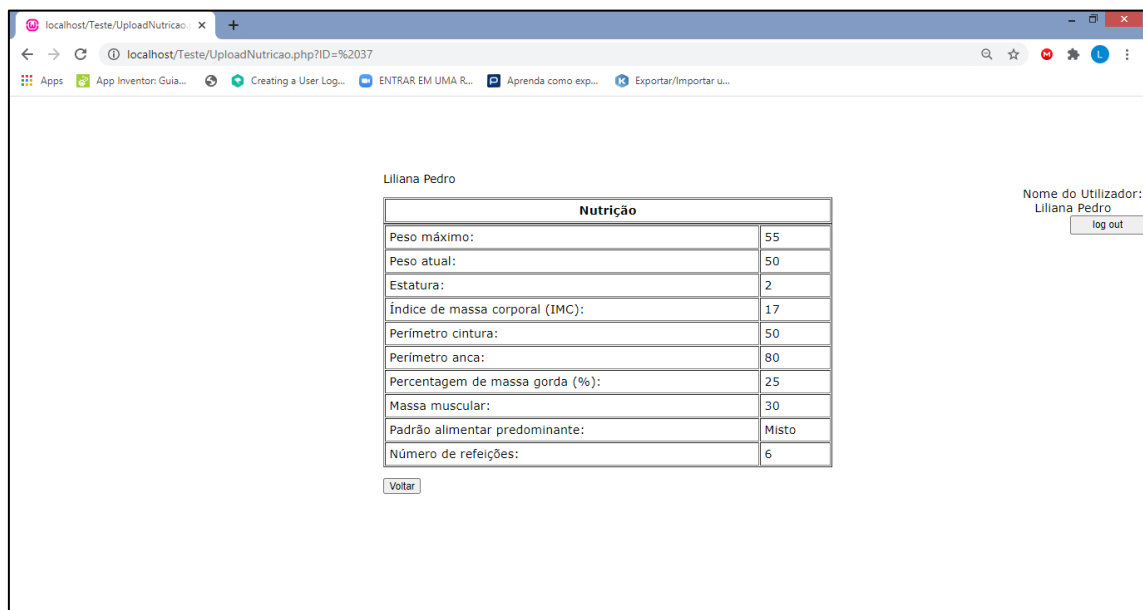 localhost/Teste/UploadNutricao.p
localhost/Teste/UploadNutricao.php?ID=%2037
Apps App Inventor: Guia... Creating a User Log... ENTRAR EM UMA R... Aprenda como exp... Exportar/Importar u...
Liliana Pedro
Nome do Utilizador:
Liliana Pedro
log out
Nutrição
Peso máximo: 55
Peso atual: 50
Estatura: 2
Índice de massa corporal (IMC): 17
Perímetro cintura: 50
Perímetro anca: 80
Percentagem de massa gorda (%): 25
Massa muscular: 30
Padrão alimentar predominante: Misto
Número de refeições: 6
Voltar